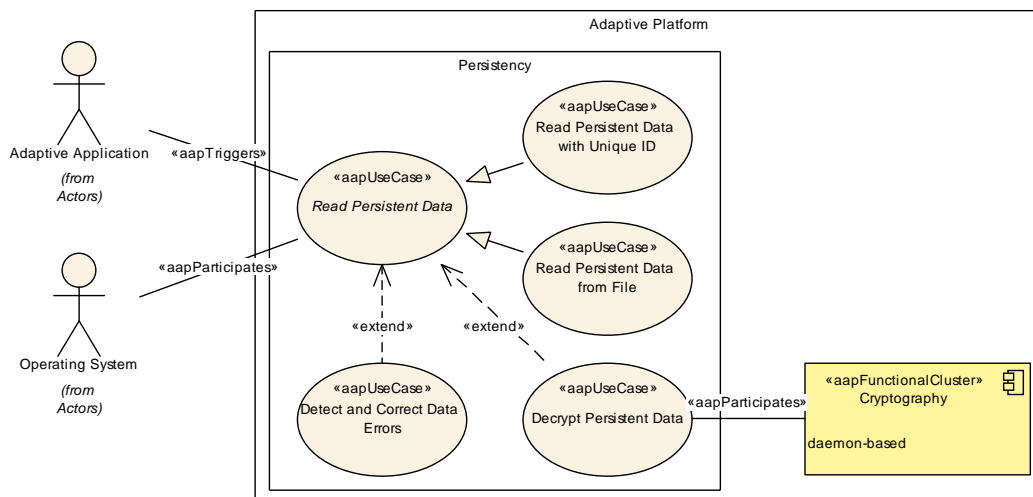 Adaptive Platform
Persistency
Adaptive Application
(from
Actors)
«aapTriggers»
«aapUseCase»
Read Persistent Data
with Unique ID
«aapUseCase»
Read Persistent Data
«aapParticipates»
«aapUseCase»
Read Persistent Data
from File
Operating System
(from
Actors)
«extend»
«extend»
«aapUseCase»
Detect and Correct Data
Errors
«aapUseCase»
Decrypt Persistent Data
«aapParticipates»
«aapFunctionalCluster»
Cryptography
daemon-based